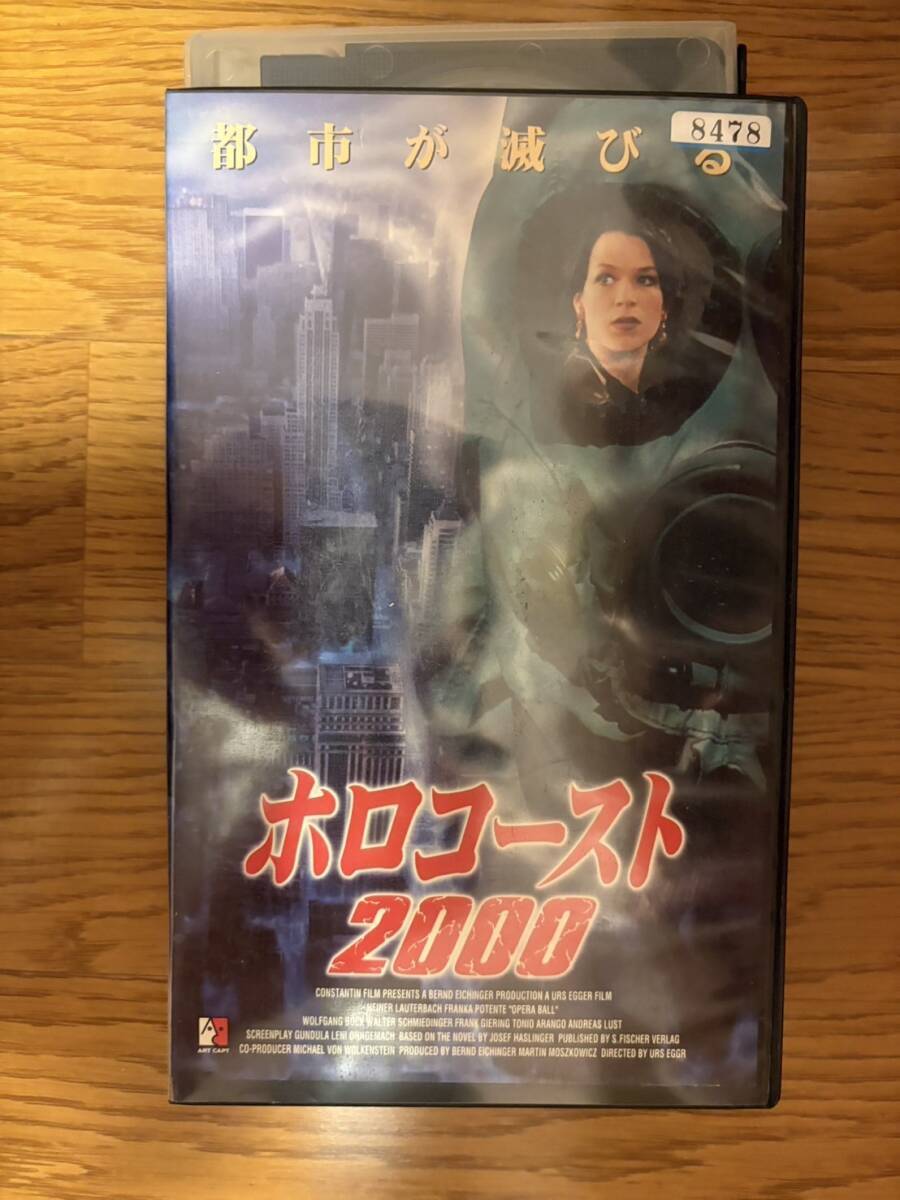 都市が滅びる
8478
ホロコースト
2000
CONSTANTIN FILM PRESENTS A BERND EICHINGER PRODUCTION A URS EGGER FILM
HEINER LAUTERBACH FRANKA POTENTE "OPERA BALL"
WOLFGANG BÖCK WALTER SCHMIEDINGER FRANK GIERING TONIO ARANGO ANDREAS LUST
SCREENPLAY GUNDULA LENI OHNGEMACH BASED ON THE NOVEL BY JOSEF HASLINGER PUBLISHED BY S. FISCHER VERLAG
CO-PRODUCER MICHAEL VON WOLKENSTEIN PRODUCED BY BERND EICHINGER MARTIN MOSZKOWICZ DIRECTED BY URS EGGR
ART CAPT